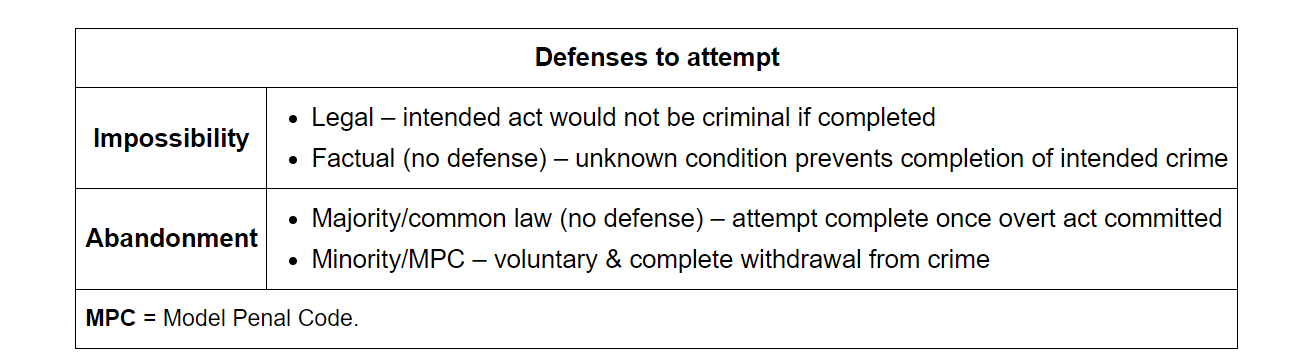 Defenses to attempt
Impossibility
• Legal – intended act would not be criminal if completed
• Factual (no defense) – unknown condition prevents completion of intended crime
Abandonment
• Majority/common law (no defense) – attempt complete once overt act committed
• Minority/MPC – voluntary & complete withdrawal from crime
MPC = Model Penal Code.